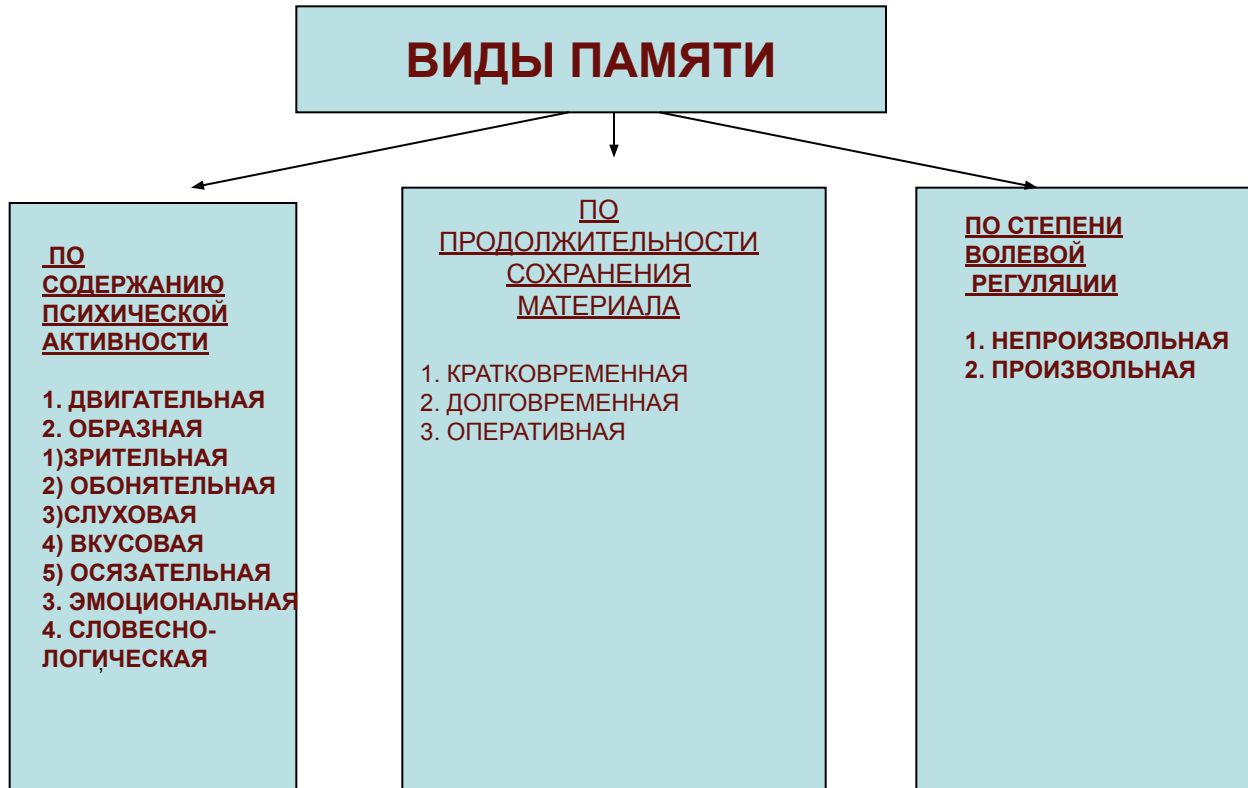 ВИДЫ ПАМЯТИ
ПО
СОДЕРЖАНИЮ
ПСИХИЧЕСКОЙ
АКТИВНОСТИ
1. ДВИГАТЕЛЬНАЯ
2. ОБРАЗНАЯ
1)ЗРИТЕЛЬНАЯ
2) ОБОНЯТЕЛЬНАЯ
3)СЛУХОВАЯ
4) ВКУСОВАЯ
5) ОСЯЗАТЕЛЬНАЯ
3. ЭМОЦИОНАЛЬНАЯ
4. СЛОВЕСНО-
ЛОГИЧЕСКАЯ
,
ПО
ПРОДОЛЖИТЕЛЬНОСТИ
СОХРАНЕНИЯ
МАТЕРИАЛА
1. КРАТКОВРЕМЕННАЯ
2. ДОЛГОВРЕМЕННАЯ
3. ОПЕРАТИВНАЯ
ПО СТЕПЕНИ
ВОЛЕВОЙ
РЕГУЛЯЦИИ
1. НЕПРОИЗВОЛЬНАЯ
2. ПРОИЗВОЛЬНАЯ